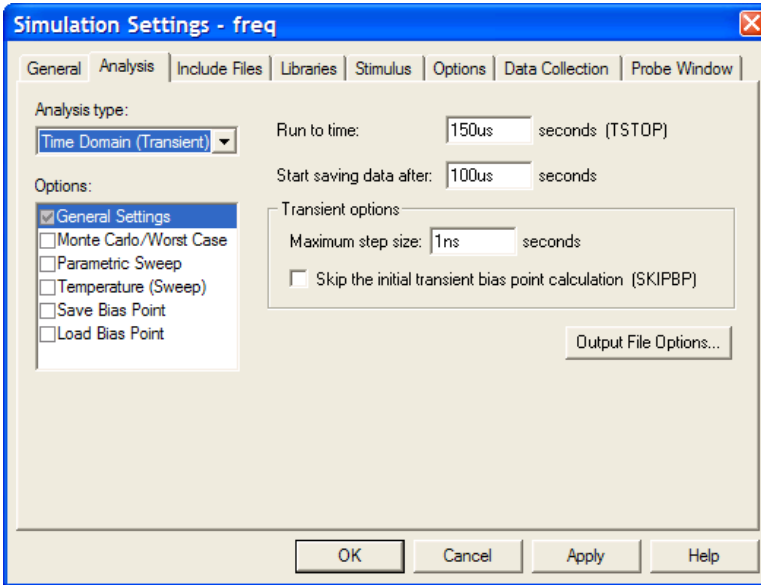 Simulation Settings - freq
General Analysis Include Files Libraries Stimulus Options Data Collection Probe Window
Analysis type:
Time Domain (Transient)
Options:
General Settings
Monte Carlo/Worst Case
Parametric Sweep
Temperature (Sweep)
Save Bias Point
Load Bias Point
Run to time: 150us seconds (TSTOP)
Start saving data after: 100us seconds
Transient options
Maximum step size: 1ns seconds
Skip the initial transient bias point calculation (SKIPBP)
Output File Options...
OK Cancel Apply Help